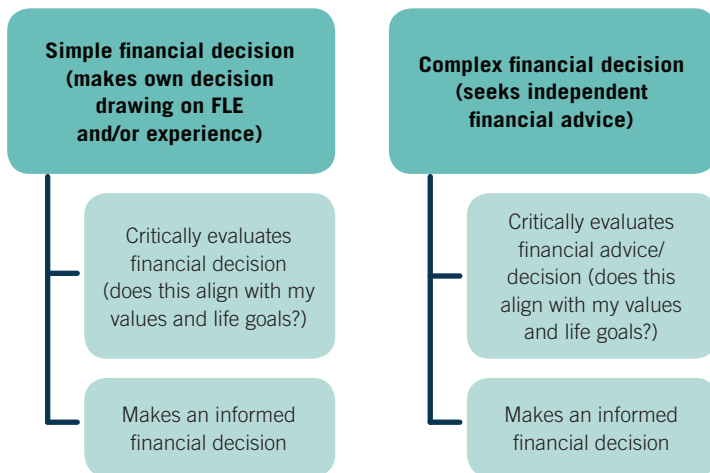 Simple financial decision
(makes own decision
drawing on FLE
and/or experience)
Critically evaluates
financial decision
(does this align with my
values and life goals?)
Makes an informed
financial decision
Complex financial decision
(seeks independent
financial advice)
Critically evaluates
financial advice/
decision (does this
align with my values
and life goals?)
Makes an informed
financial decision